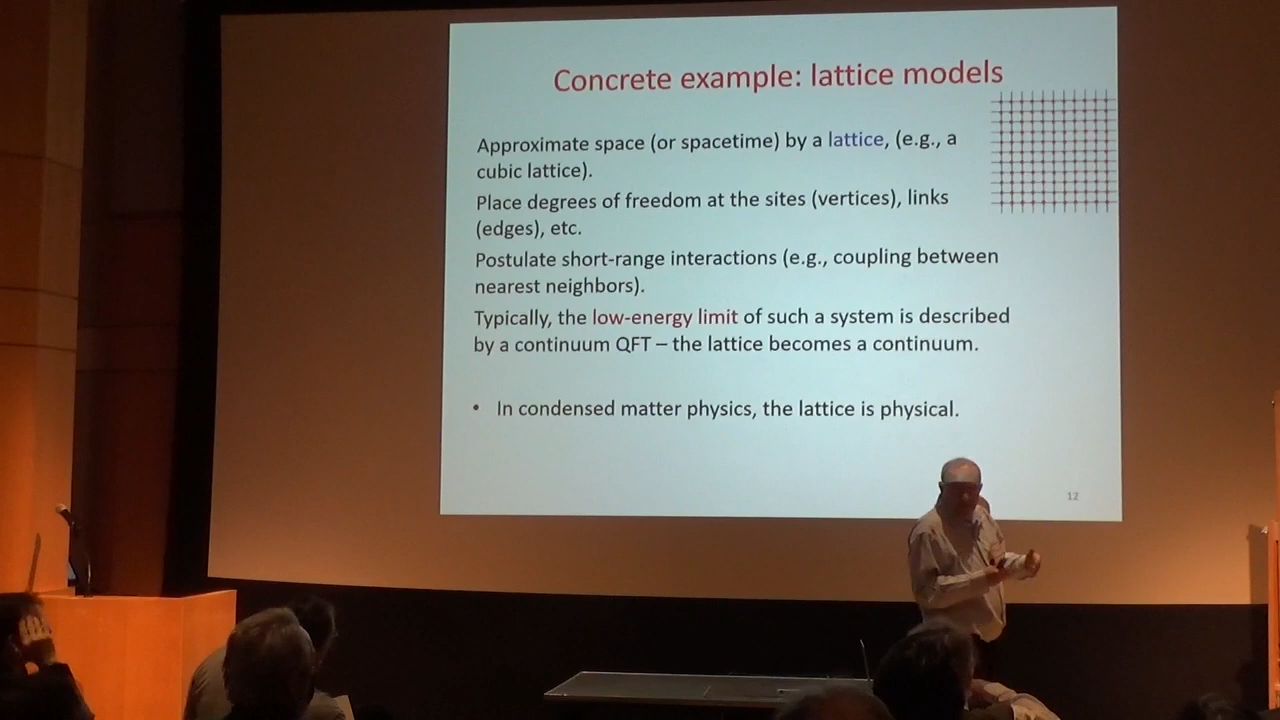 Concrete example: lattice models
Approximate space (or spacetime) by a lattice, (e.g., a
cubic lattice).
Place degrees of freedom at the sites (vertices), links
(edges), etc.
Postulate short-range interactions (e.g., coupling between
nearest neighbors).
Typically, the low-energy limit of such a system is described
by a continuum QFT – the lattice becomes a continuum.
• In condensed matter physics, the lattice is physical.
12